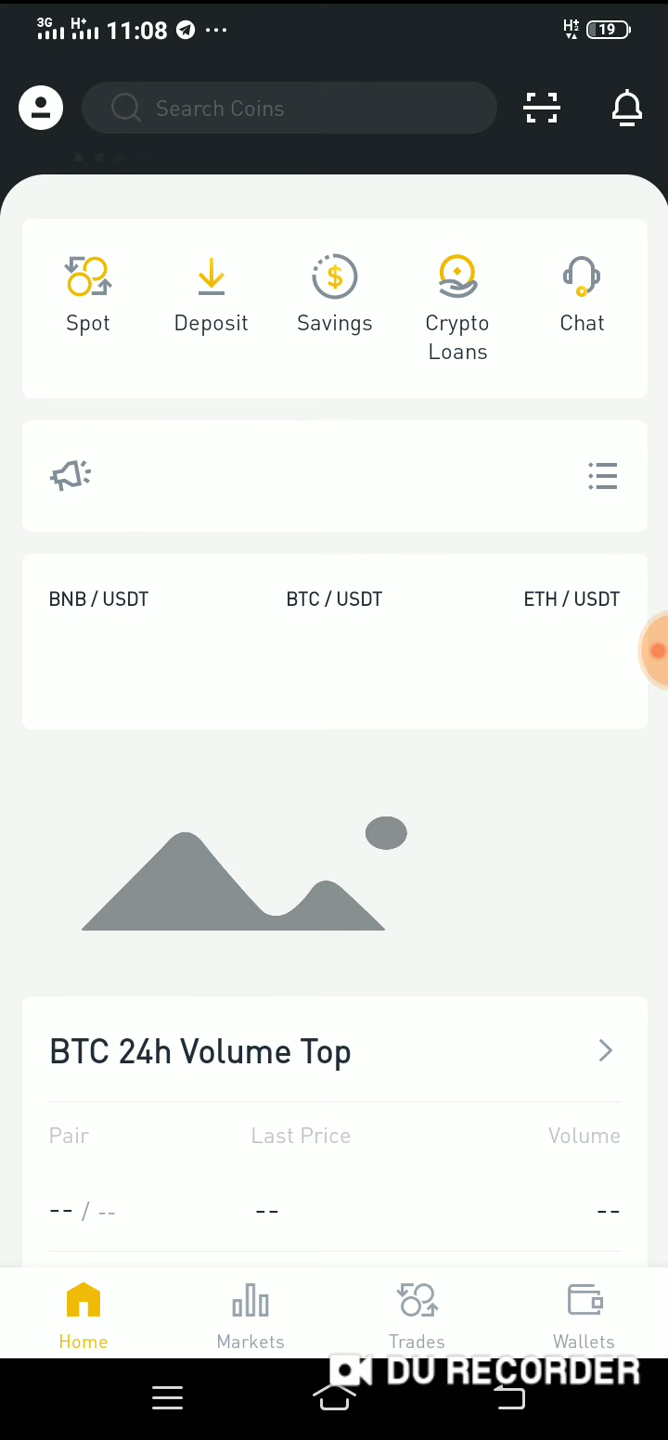 3G H+ 11:08 ... H+ 2 19
Search Coins
Spot Deposit Savings Crypto Loans Chat
BNB / USDT BTC / USDT ETH / USDT
BTC 24h Volume Top
Pair Last Price Volume
-- / -- -- --
Home Markets Trades Wallets
DU RECORDER